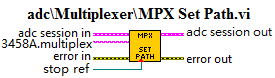 adc\Multiplexer\MPX Set Path.vi
adc session in
adc session out
3458A.multiplex
MPX
SET
PATH
error in
error out
stop ref